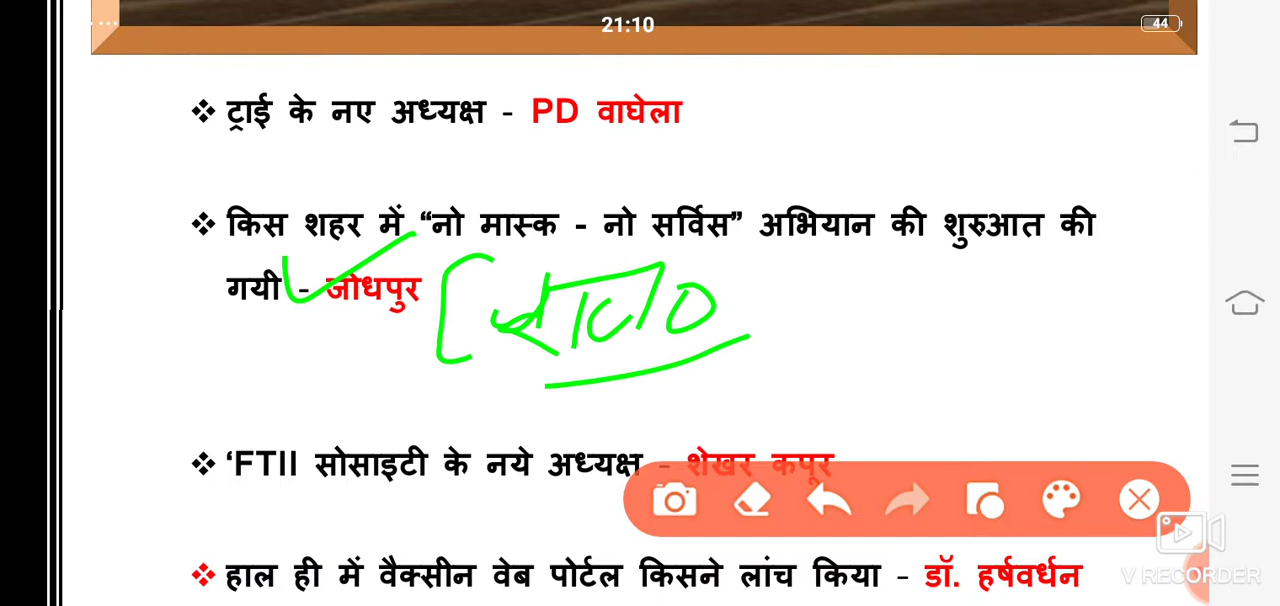 21:10
44
❖ ट्राई के नए अध्यक्ष - PD वाघेला
❖ किस शहर में “नो मास्क - नो सर्विस” अभियान की शुरुआत की
गयी - जोधपुर
❖ ‘FTII सोसाइटी के नये अध्यक्ष - शेखर कपूर
❖ हाल ही में वैक्सीन वेब पोर्टल किसने लांच किया - डॉ. हर्षवर्धन
V RECORDER